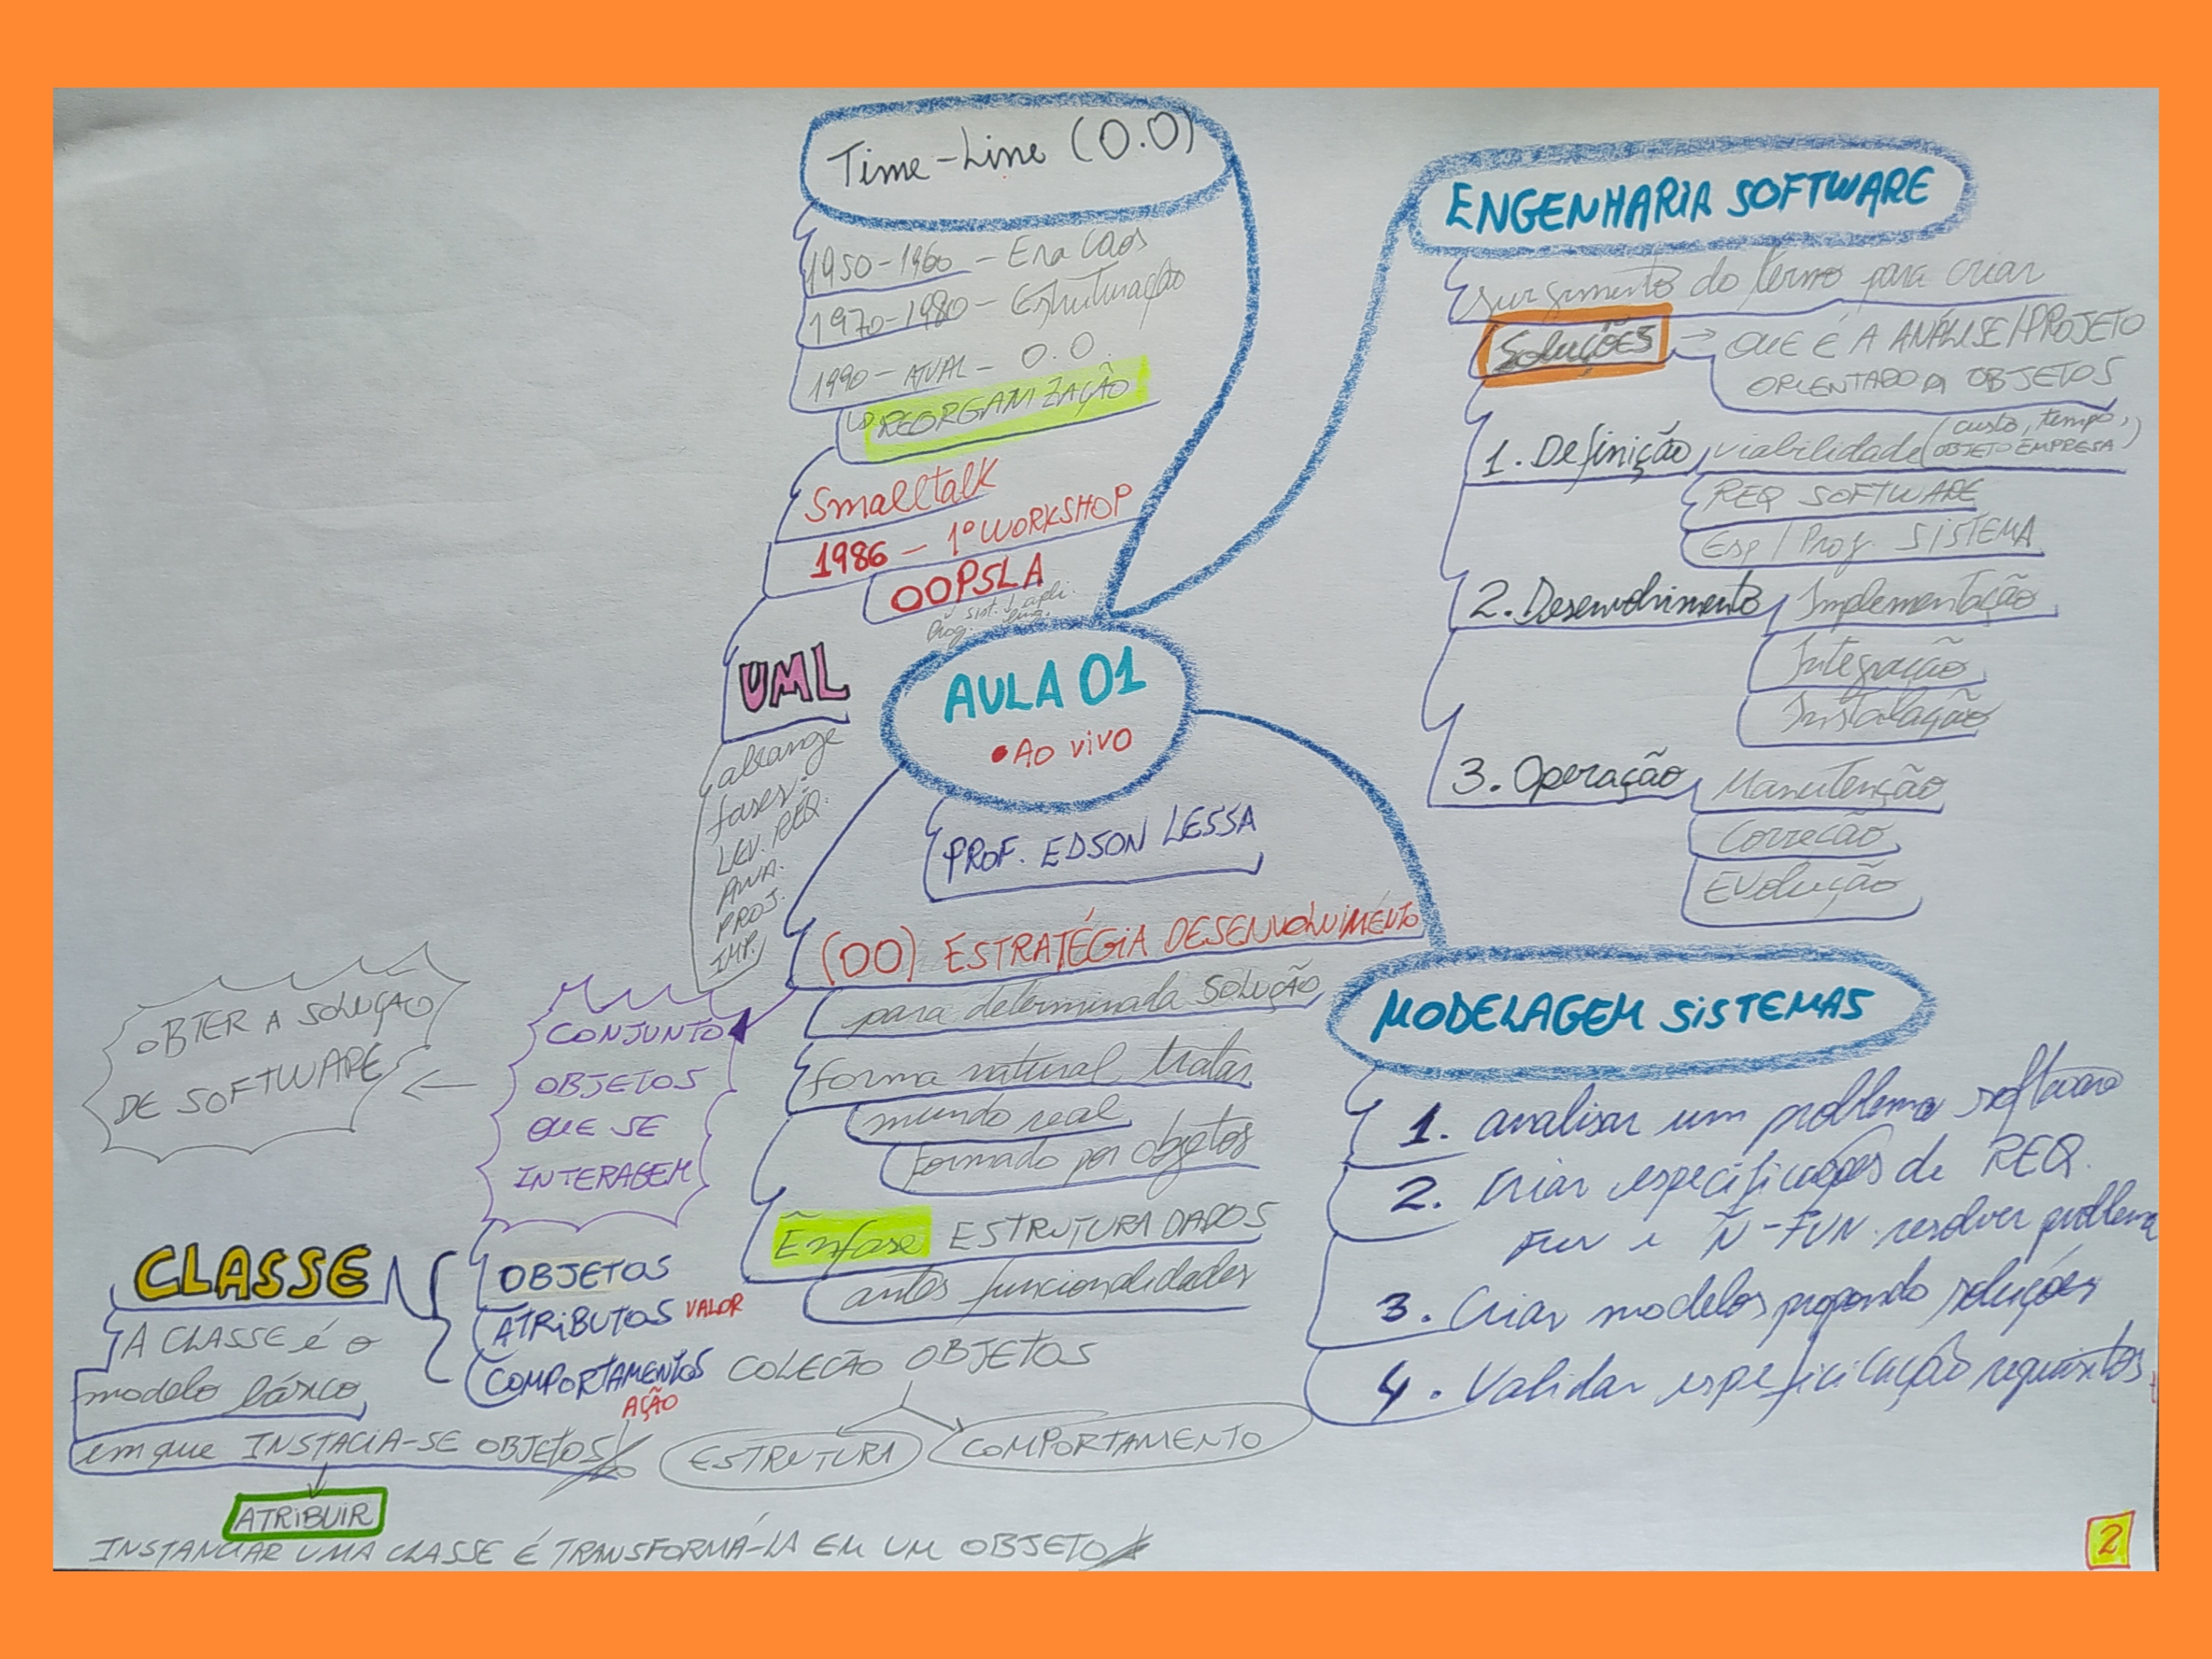 Time-Line (O.O)
1950-1960 - Era Caos
1970-1980 - Estruturação
1990 - ATUAL - O.O.
REORGANIZAÇÃO
Smalltalk
1986 - 1º WORKSHOP
OOPSLA
Prog. sist. apli.
UML
abrange
fases:
LEV. REQ.
ANA.
PROJ.
IMP.
AULA 01
• Ao vivo
PROF. EDSON LESSA
ENGENHARIA SOFTWARE
surgimento do termo para criar
SOLUÇÕES → QUE É A ANÁLISE/PROJETO
ORIENTADO A OBJETOS
1. Definição viabilidade (custo, tempo,
OBJETO EMPRESA)
REQ SOFTWARE
Esp / Proj. SISTEMA
2. Desenvolvimento Implementação
Integração
Instalação
3. Operação Manutenção
Correção
Evolução
(OO) ESTRATÉGIA DESENVOLVIMENTO
para determinada SOLUÇÃO
forma natural tratar
mundo real
formado por objetos
Ênfase ESTRUTURA DADOS
antes funcionalidades
CONJUNTO
OBJETOS
QUE SE
INTERAGEM
OBTER A SOLUÇÃO
DE SOFTWARE ←
MODELAGEM SISTEMAS
1. analisar um problema software
2. Criar especificações de REQ.
FUN e Ñ-FUN. resolver problema
3. Criar modelos propondo soluções
4. Validar especificação requisitos
CLASSE
A CLASSE é o
modelo básico
em que INSTACIA-SE OBJETOS
ATRIBUIR
INSTANCIAR UMA CLASSE É TRANSFORMÁ-LA EM UM OBJETO
OBJETOS
ATRIBUTOS VALOR
COMPORTAMENTOS
AÇÃO
COLEÇÃO OBJETOS
ESTRUTURA COMPORTAMENTO
2